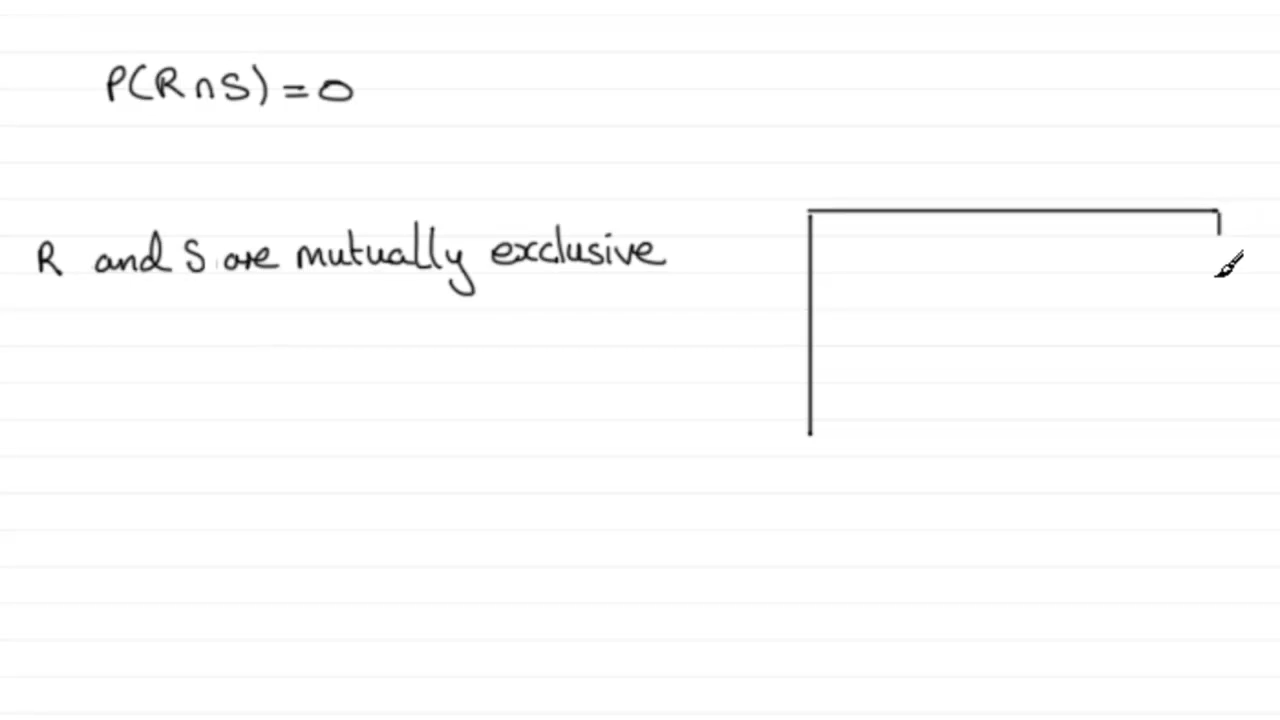 P(R∩S) = 0
R and S are mutually exclusive